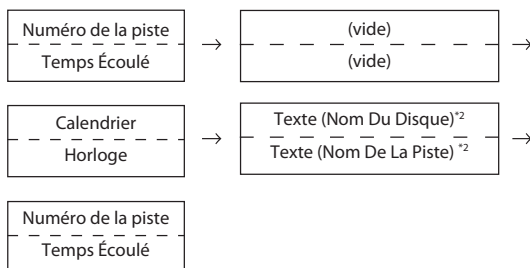 Numéro de la piste
Temps Écoulé
(vide)
(vide)
Calendrier
Horloge
Texte (Nom Du Disque)*2
Texte (Nom De La Piste) *2
Numéro de la piste
Temps Écoulé